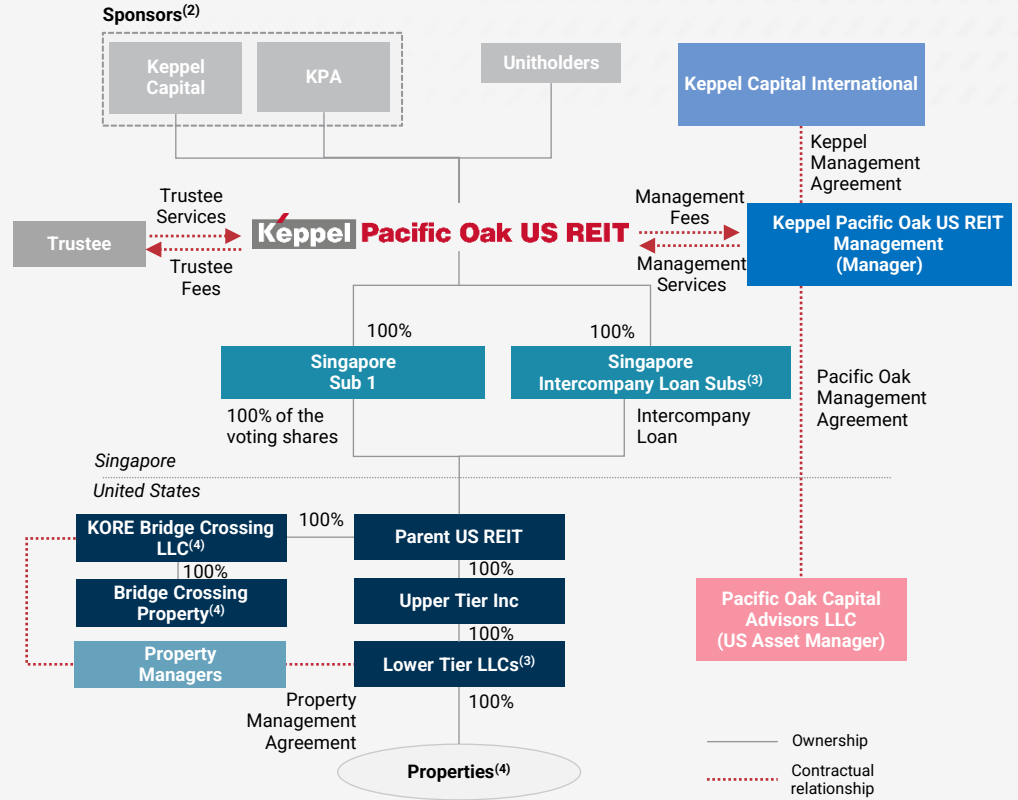 Sponsors(2)
Keppel
Capital
KPA
Unitholders
Keppel Capital International
Keppel
Management
Agreement
Trustee
Trustee
Services
Trustee
Fees
Keppel Pacific Oak US REIT
Management
Fees
Management
Services
Keppel Pacific Oak US REIT
Management
(Manager)
100%
100%
Singapore
Sub 1
Singapore
Intercompany Loan Subs(3)
100% of the
voting shares
Intercompany
Loan
Pacific Oak
Management
Agreement
Singapore
United States
KORE Bridge Crossing
LLC(4)
100%
Parent US REIT
100%
100%
Bridge Crossing
Property(4)
Upper Tier Inc
100%
Property
Managers
Lower Tier LLCs(3)
Pacific Oak Capital
Advisors LLC
(US Asset Manager)
Property
Management
Agreement
100%
Properties(4)
Ownership
Contractual
relationship